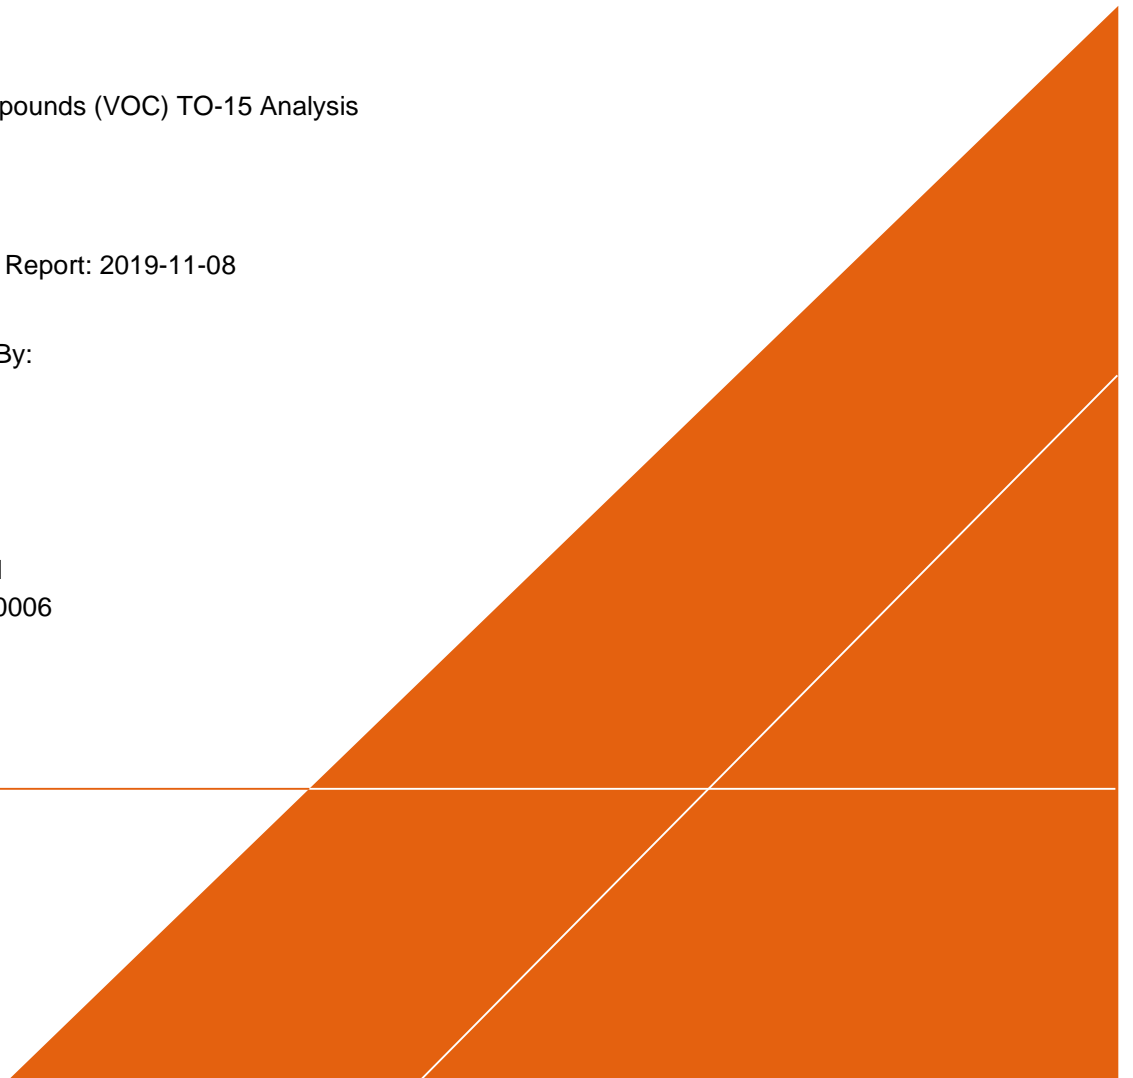 pounds (VOC) TO-15 Analysis
Report: 2019-11-08
By:
0006